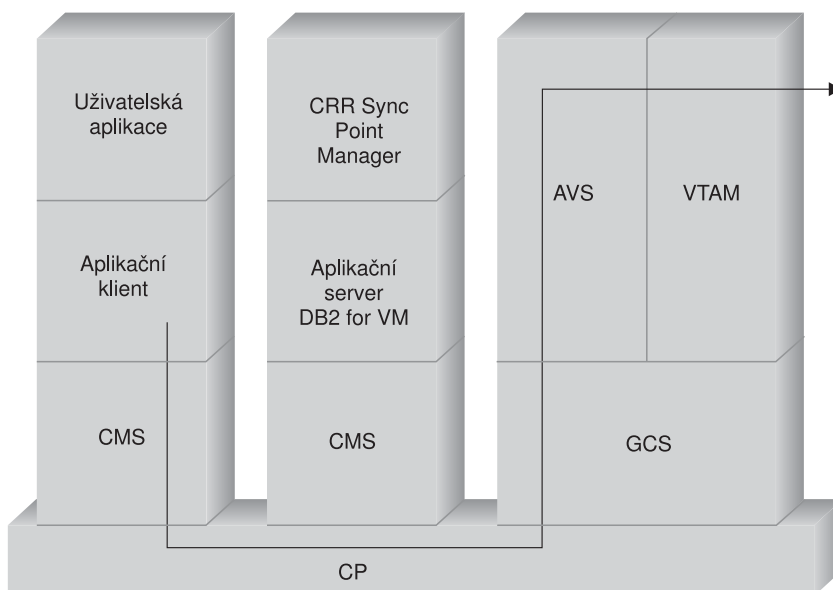 Uživatelská
aplikace
Aplikační
klient
CMS
CRR Sync
Point
Manager
Aplikační
server
DB2 for VM
CMS
AVS
VTAM
GCS
CP